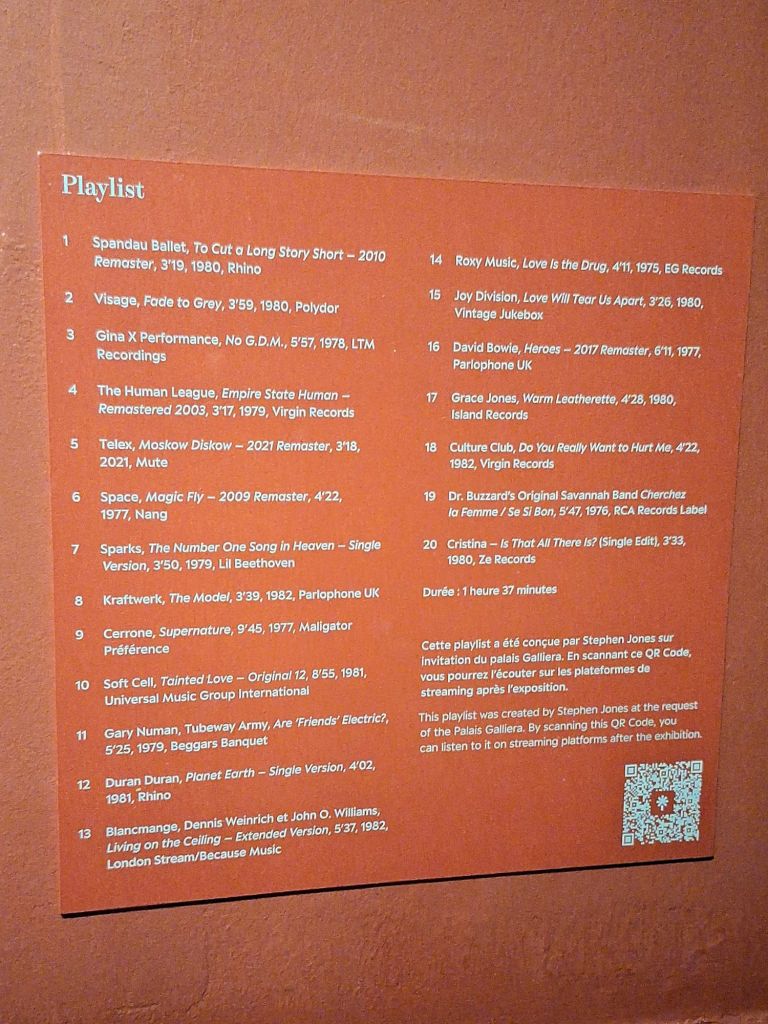 Playlist
1 Spandau Ballet, To Cut a Long Story Short – 2010
Remaster, 3'19, 1980, Rhino
2 Visage, Fade to Grey, 3'59, 1980, Polydor
3 Gina X Performance, No G.D.M., 5'57, 1978, LTM
Recordings
4 The Human League, Empire State Human –
Remastered 2003, 3'17, 1979, Virgin Records
5 Telex, Moskow Diskow – 2021 Remaster, 3'18,
2021, Mute
6 Space, Magic Fly – 2009 Remaster, 4'22,
1977, Nang
7 Sparks, The Number One Song in Heaven – Single
Version, 3'50, 1979, Lil Beethoven
8 Kraftwerk, The Model, 3'39, 1982, Parlophone UK
9 Cerrone, Supernature, 9'45, 1977, Maligator
Préférence
10 Soft Cell, Tainted Love – Original 12, 8'55, 1981,
Universal Music Group International
11 Gary Numan, Tubeway Army, Are 'Friends' Electric?,
5'25, 1979, Beggars Banquet
12 Duran Duran, Planet Earth – Single Version, 4'02,
1981, Rhino
13 Blancmange, Dennis Weinrich et John O. Williams,
Living on the Ceiling – Extended Version, 5'37, 1982,
London Stream/Because Music
14 Roxy Music, Love Is the Drug, 4'11, 1975, EG Records
15 Joy Division, Love Will Tear Us Apart, 3'26, 1980,
Vintage Jukebox
16 David Bowie, Heroes – 2017 Remaster, 6'11, 1977,
Parlophone UK
17 Grace Jones, Warm Leatherette, 4'28, 1980,
Island Records
18 Culture Club, Do You Really Want to Hurt Me, 4'22,
1982, Virgin Records
19 Dr. Buzzard's Original Savannah Band Cherchez
la Femme / Se Si Bon, 5'47, 1976, RCA Records Label
20 Cristina – Is That All There Is? (Single Edit), 3'33,
1980, Ze Records
Durée : 1 heure 37 minutes
Cette playlist a été conçue par Stephen Jones sur
invitation du palais Galliera. En scannant ce QR Code,
vous pourrez l'écouter sur les plateformes de
streaming après l'exposition.
This playlist was created by Stephen Jones at the request
of the Palais Galliera. By scanning this QR Code, you
can listen to it on streaming platforms after the exhibition.